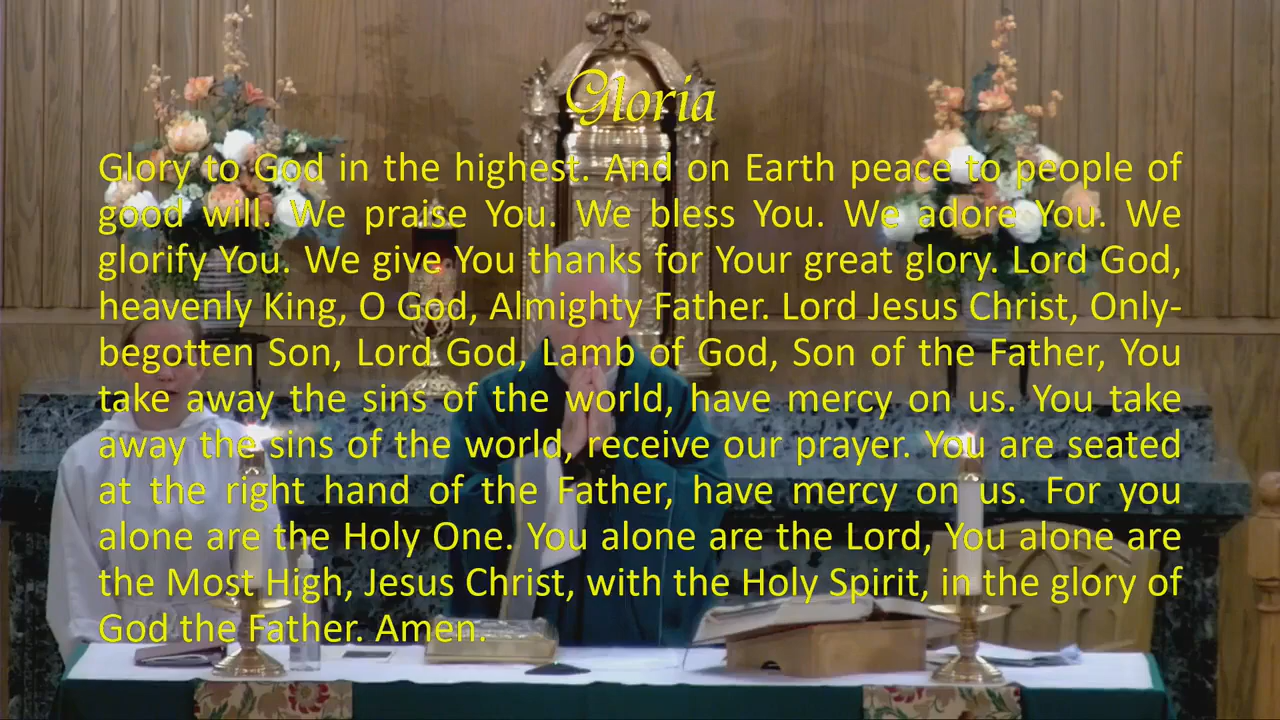 Gloria
Glory to God in the highest. And on Earth peace to people of
good will. We praise You. We bless You. We adore You. We
glorify You. We give You thanks for Your great glory. Lord God,
heavenly King, O God, Almighty Father. Lord Jesus Christ, Only-
begotten Son, Lord God, Lamb of God, Son of the Father, You
take away the sins of the world, have mercy on us. You take
away the sins of the world, receive our prayer. You are seated
at the right hand of the Father, have mercy on us. For you
alone are the Holy One. You alone are the Lord, You alone are
the Most High, Jesus Christ, with the Holy Spirit, in the glory of
God the Father. Amen.